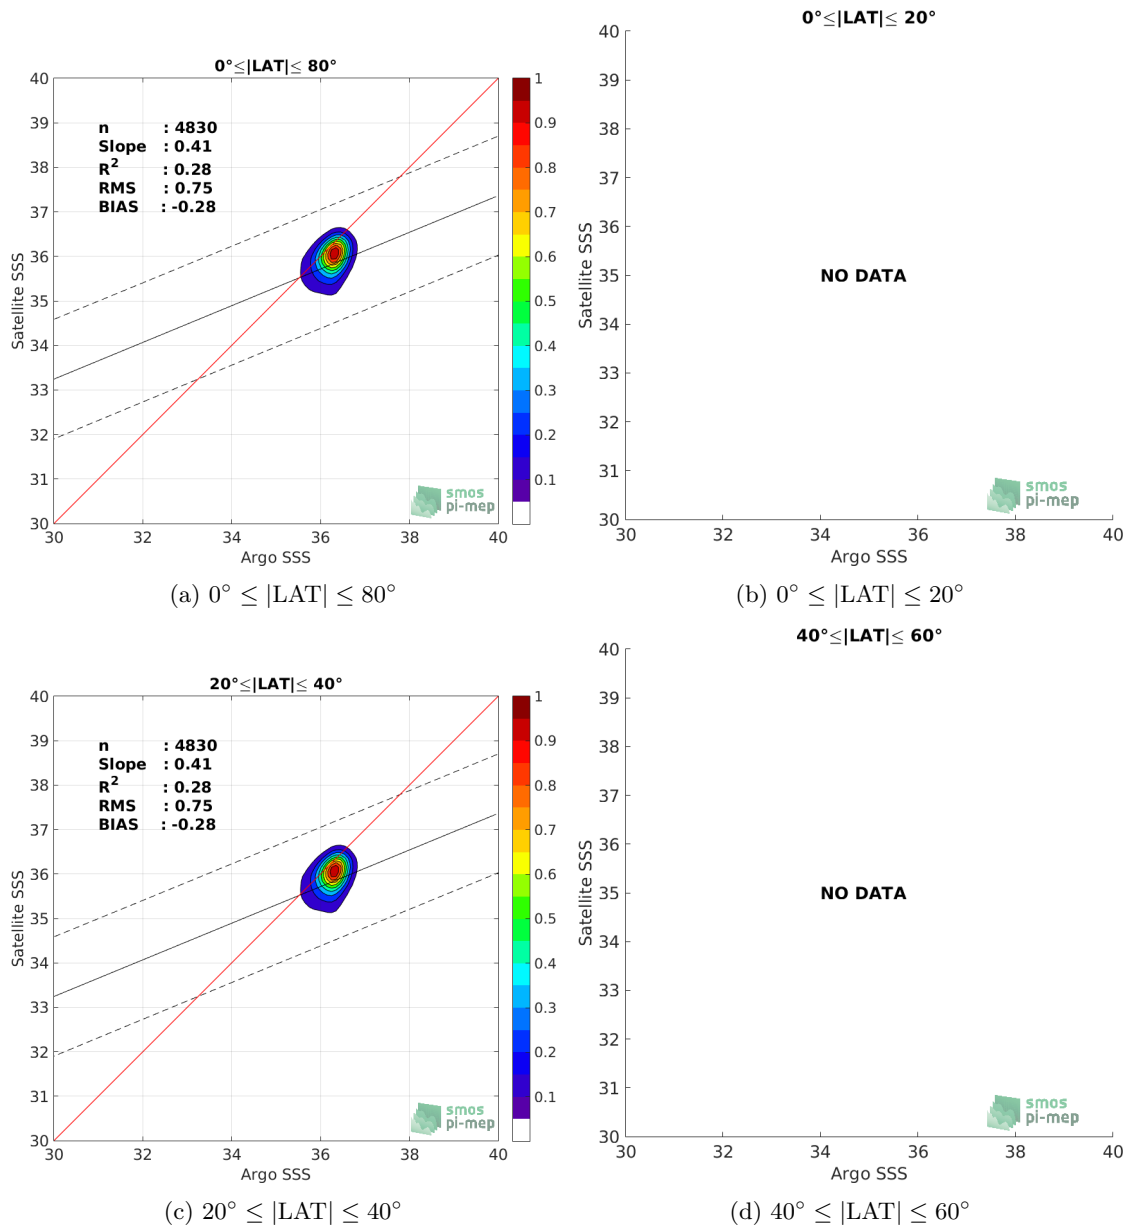 0°≤|LAT|≤ 80°
n : 4830
Slope : 0.41
R² : 0.28
RMS : 0.75
BIAS : -0.28
40
39
38
37
36
35
34
33
32
31
30
30 32 34 36 38 40
Satellite SSS
Argo SSS
1
0.9
0.8
0.7
0.6
0.5
0.4
0.3
0.2
0.1
smos
pi-mep
(a) 0° ≤ |LAT| ≤ 80°
0°≤|LAT|≤ 20°
40
39
38
37
36
35
34
33
32
31
30
30 32 34 36 38 40
Satellite SSS
Argo SSS
NO DATA
smos
pi-mep
(b) 0° ≤ |LAT| ≤ 20°
20°≤|LAT|≤ 40°
n : 4830
Slope : 0.41
R² : 0.28
RMS : 0.75
BIAS : -0.28
40
39
38
37
36
35
34
33
32
31
30
30 32 34 36 38 40
Satellite SSS
Argo SSS
1
0.9
0.8
0.7
0.6
0.5
0.4
0.3
0.2
0.1
smos
pi-mep
(c) 20° ≤ |LAT| ≤ 40°
40°≤|LAT|≤ 60°
40
39
38
37
36
35
34
33
32
31
30
30 32 34 36 38 40
Satellite SSS
Argo SSS
NO DATA
smos
pi-mep
(d) 40° ≤ |LAT| ≤ 60°